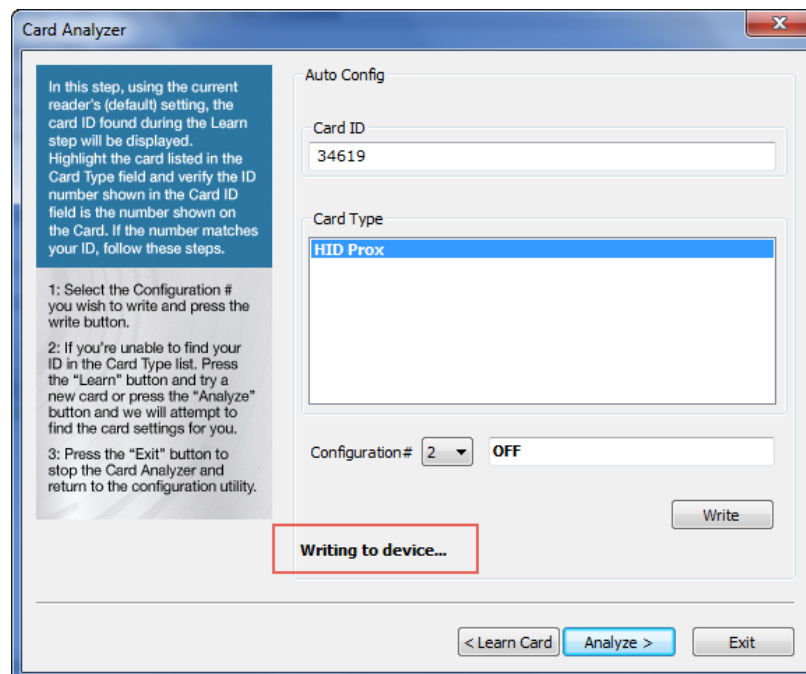 Card Analyzer
In this step, using the current
reader's (default) setting, the
card ID found during the Learn
step will be displayed.
Highlight the card listed in the
Card Type field and verify the ID
number shown in the Card ID
field is the number shown on
the Card. If the number matches
your ID, follow these steps.
1: Select the Configuration #
you wish to write and press the
write button.
2: If you're unable to find your
ID in the Card Type list. Press
the “Learn” button and try a
new card or press the “Analyze”
button and we will attempt to
find the card settings for you.
3: Press the “Exit” button to
stop the Card Analyzer and
return to the configuration utility.
Auto Config
Card ID
34619
Card Type
HID Prox
Configuration# 2 OFF
Write
Writing to device...
< Learn Card Analyze > Exit